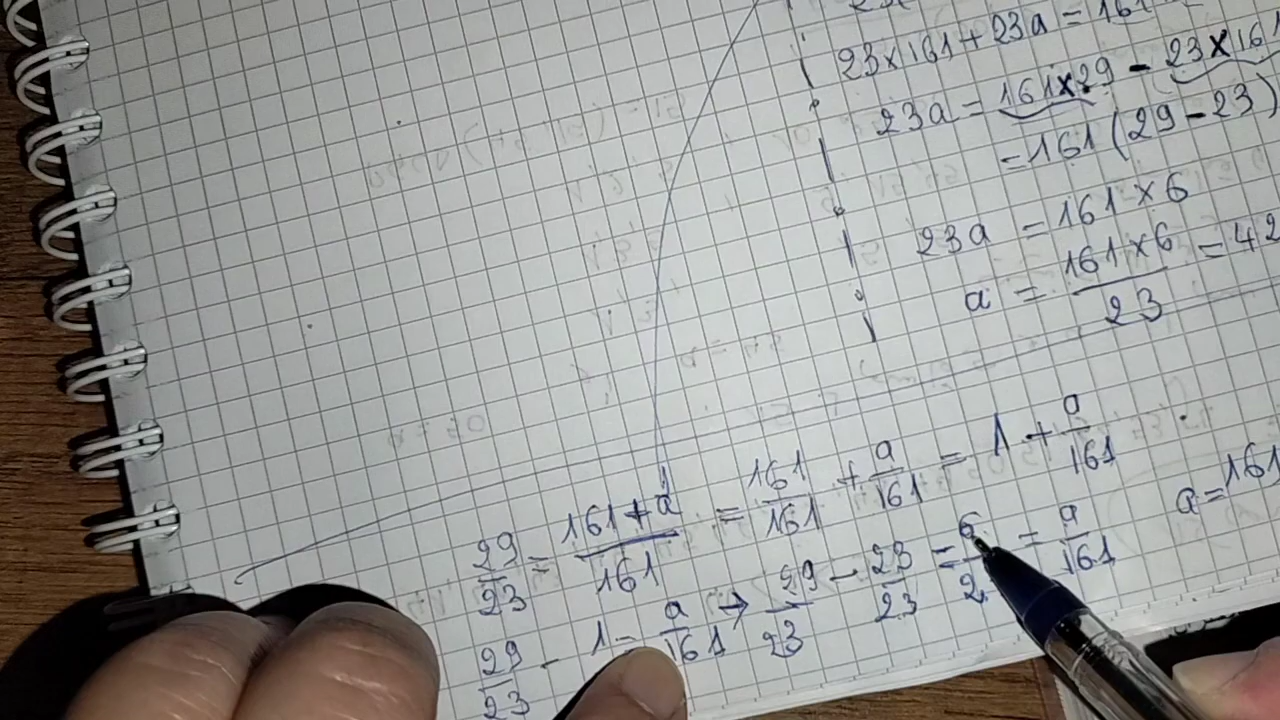 23×161+23a=161
23a=161×29-23×161
=161(29-23)
23a=161×6
a=161×6/23=42
29/23=161+a/161=161/161+a/161=1+a/161
29/23-1=a/161→29/23-23/23=6/2=a/161
a=161